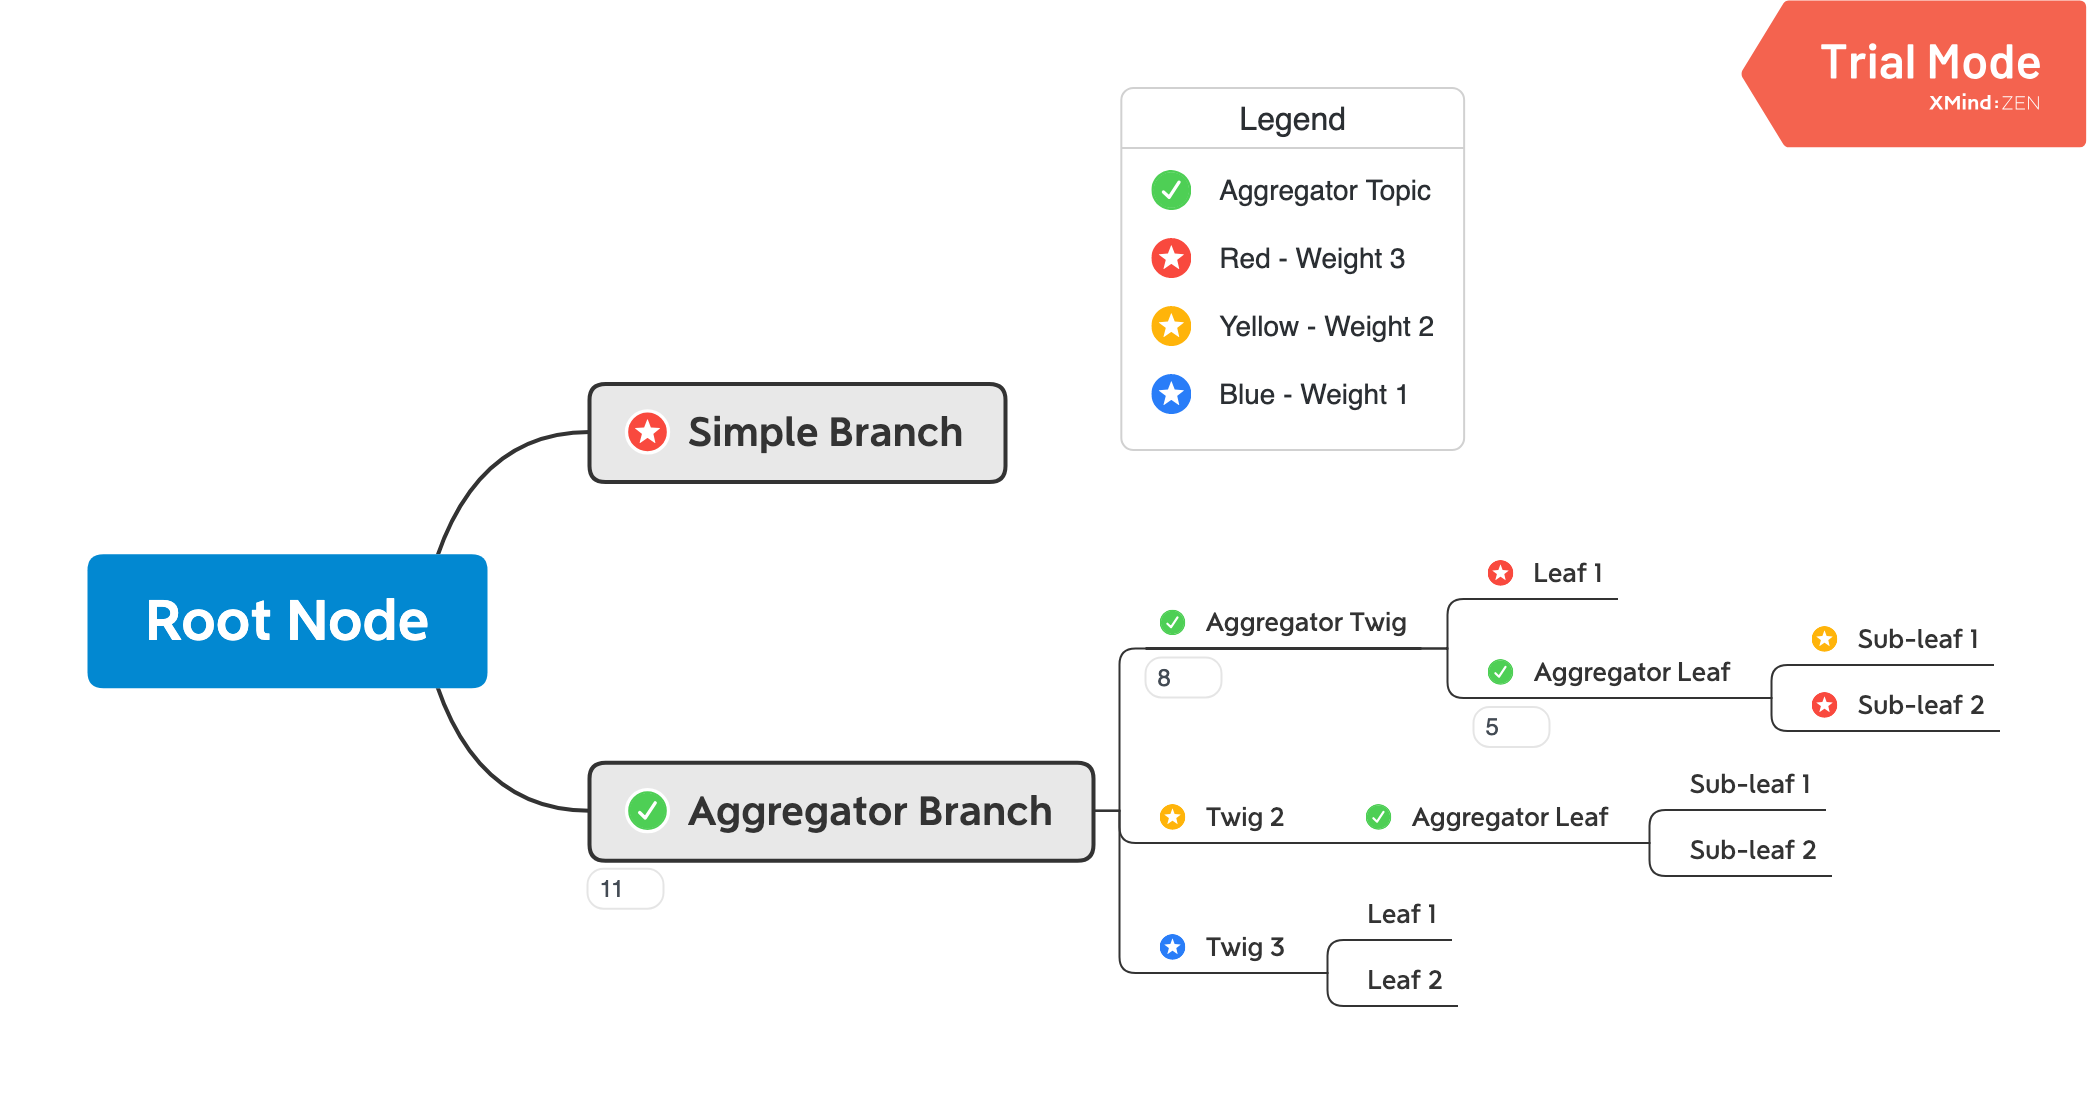 Trial Mode
XMind:ZEN
Legend
Aggregator Topic
Red - Weight 3
Yellow - Weight 2
Blue - Weight 1
Simple Branch
Root Node
Aggregator Branch
11
Aggregator Twig
8
Leaf 1
Aggregator Leaf
5
Sub-leaf 1
Sub-leaf 2
Twig 2
Aggregator Leaf
Sub-leaf 1
Sub-leaf 2
Twig 3
Leaf 1
Leaf 2